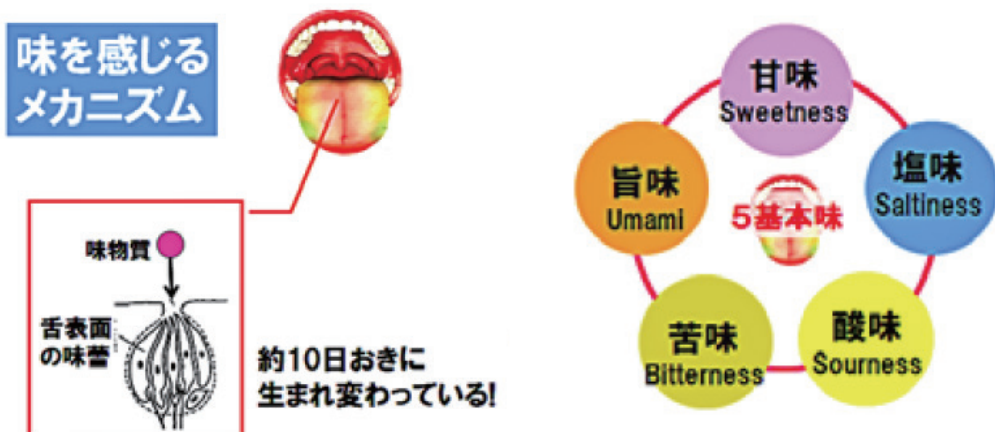 味を感じる
メカニズム
味物質
舌表面
の味蕾
約10日おきに
生まれ変わっている!
甘味
Sweetness
塩味
Saltiness
旨味
Umami
5基本味
苦味
Bitterness
酸味
Sourness